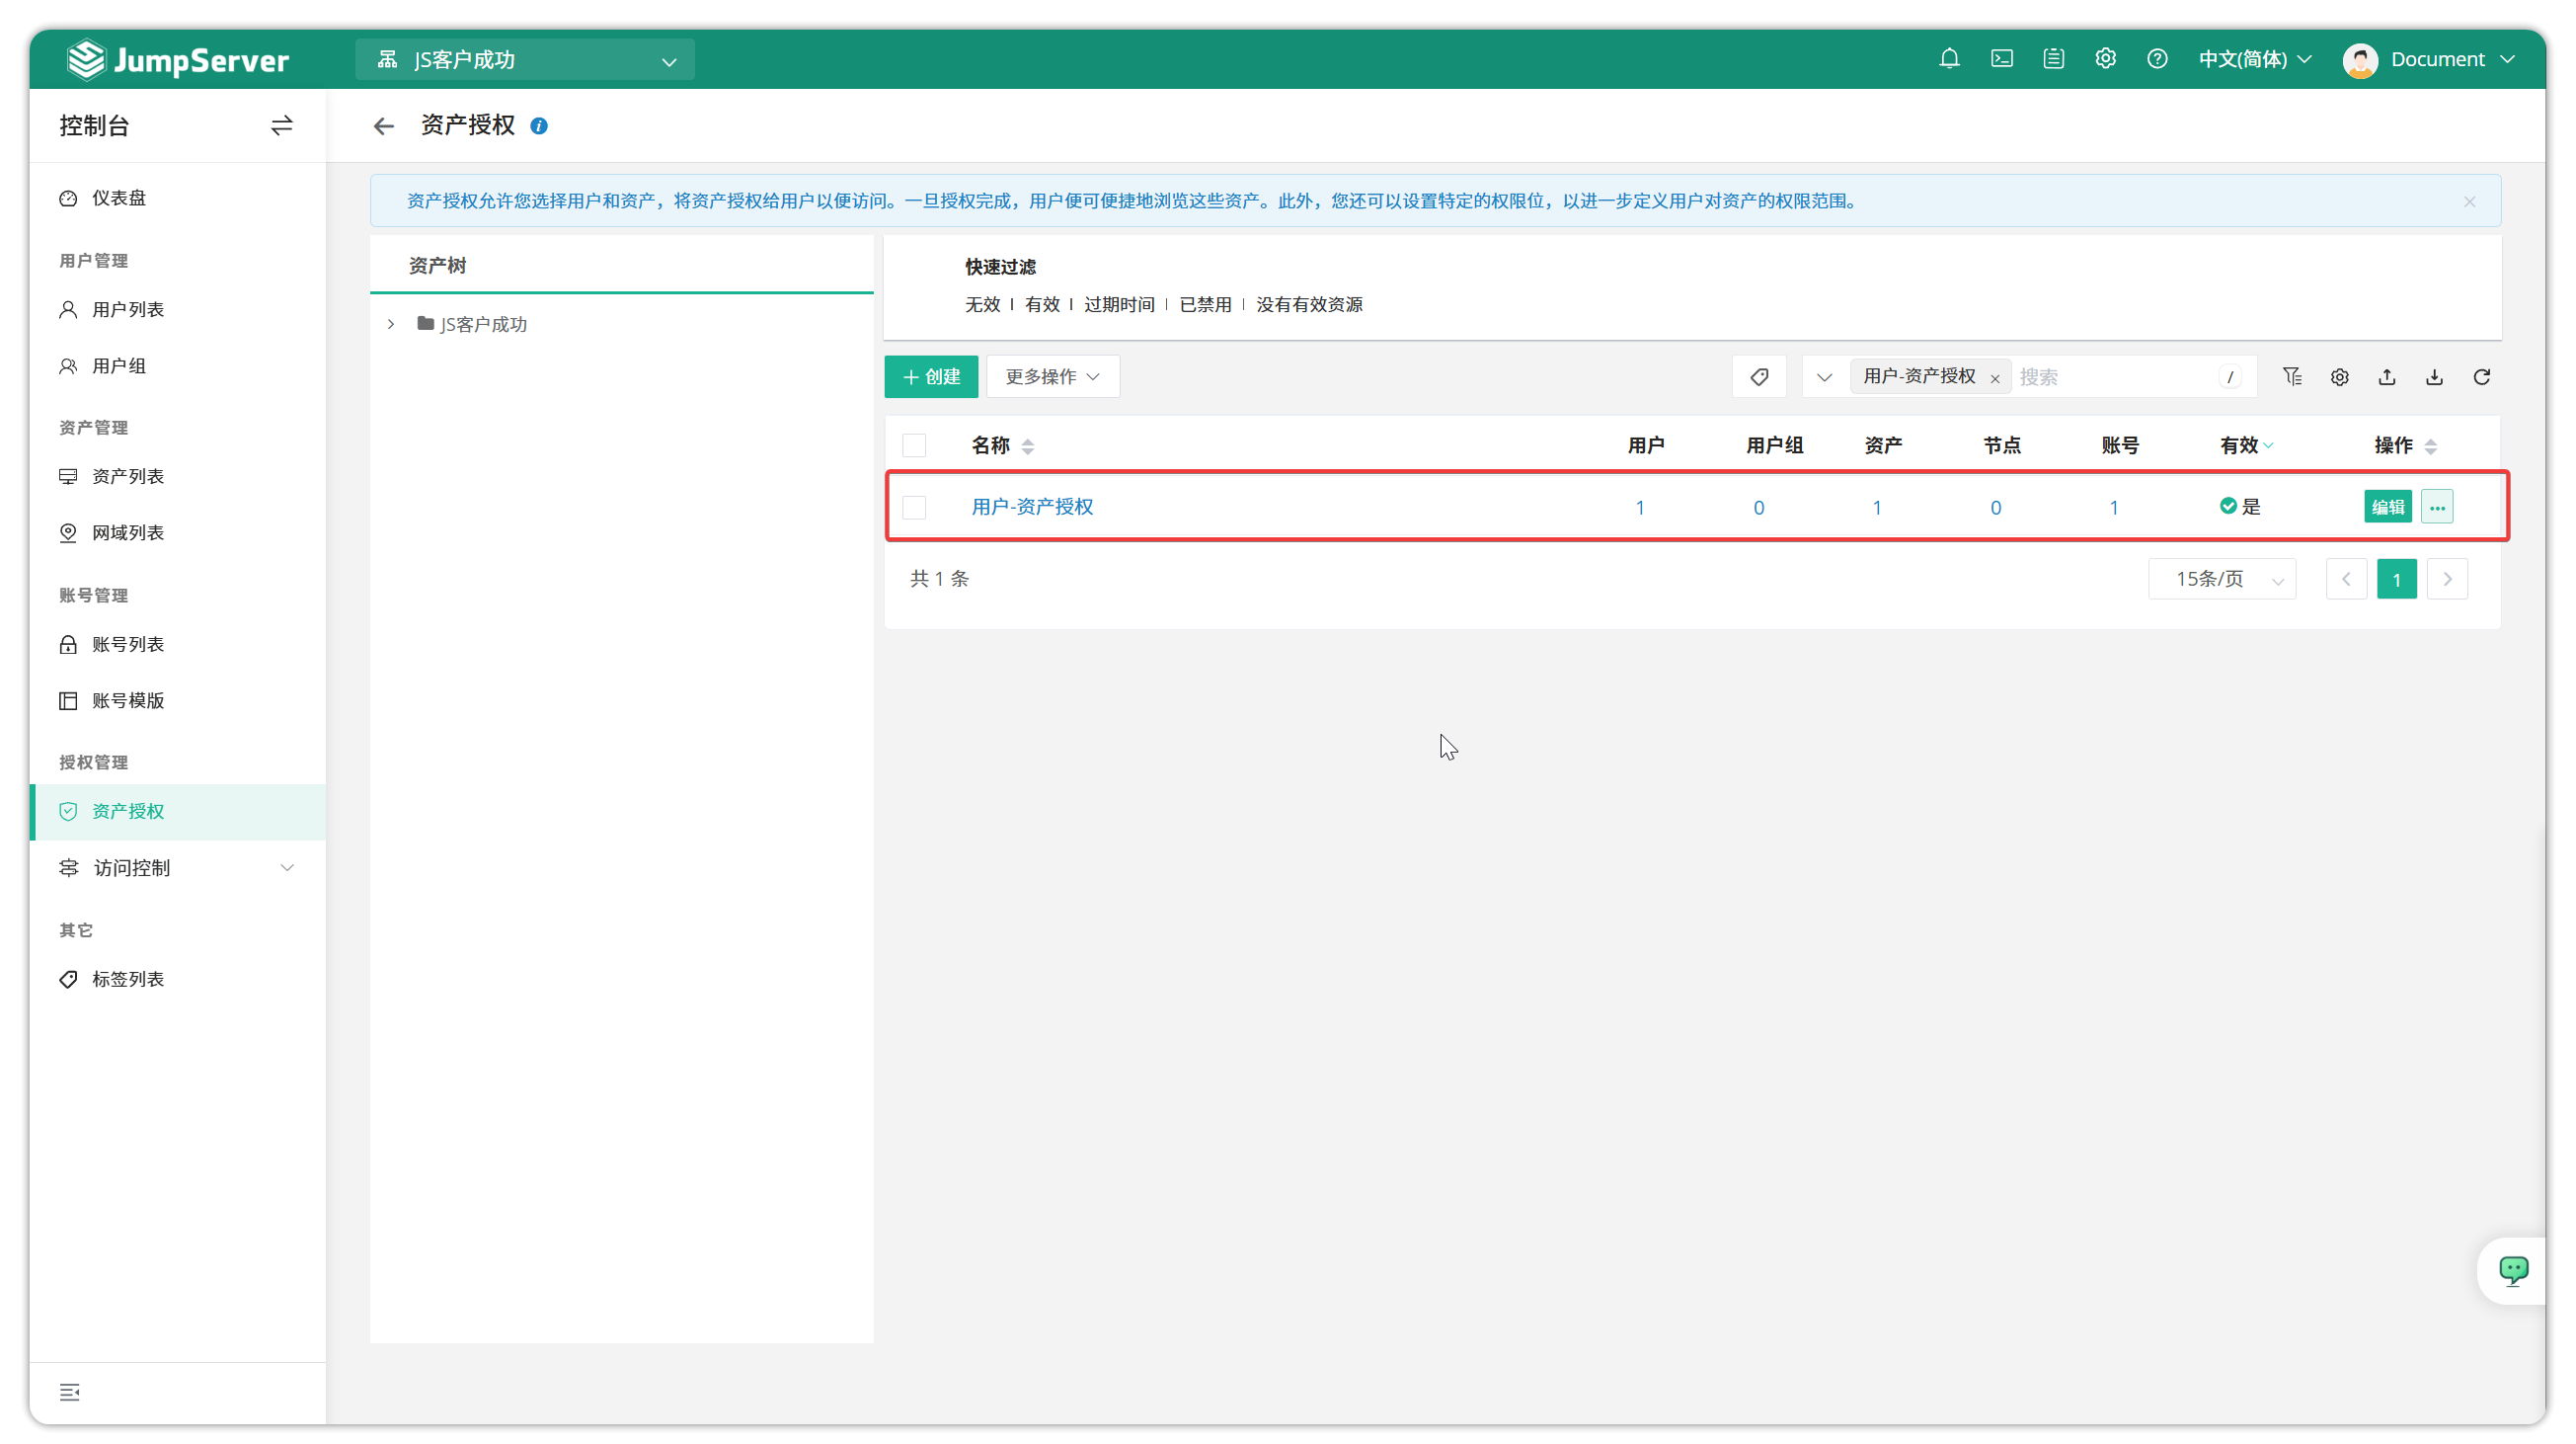 JumpServer
JS客户成功
中文(简体)
Document
控制台
资产授权
仪表盘
用户管理
用户列表
用户组
资产管理
资产列表
网域列表
账号管理
账号列表
账号模版
授权管理
资产授权
访问控制
其它
标签列表
资产授权允许您选择用户和资产，将资产授权给用户以便访问。一旦授权完成，用户便可便捷地浏览这些资产。此外，您还可以设置特定的权限位，以进一步定义用户对资产的权限范围。
资产树
JS客户成功
快速过滤
无效 | 有效 | 过期时间 | 已禁用 | 没有有效资源
创建 更多操作 用户-资产授权 × 搜索 /
名称 用户 用户组 资产 节点 账号 有效 操作
用户-资产授权 1 0 1 0 1 是 编辑 ...
共 1 条 15条/页 1